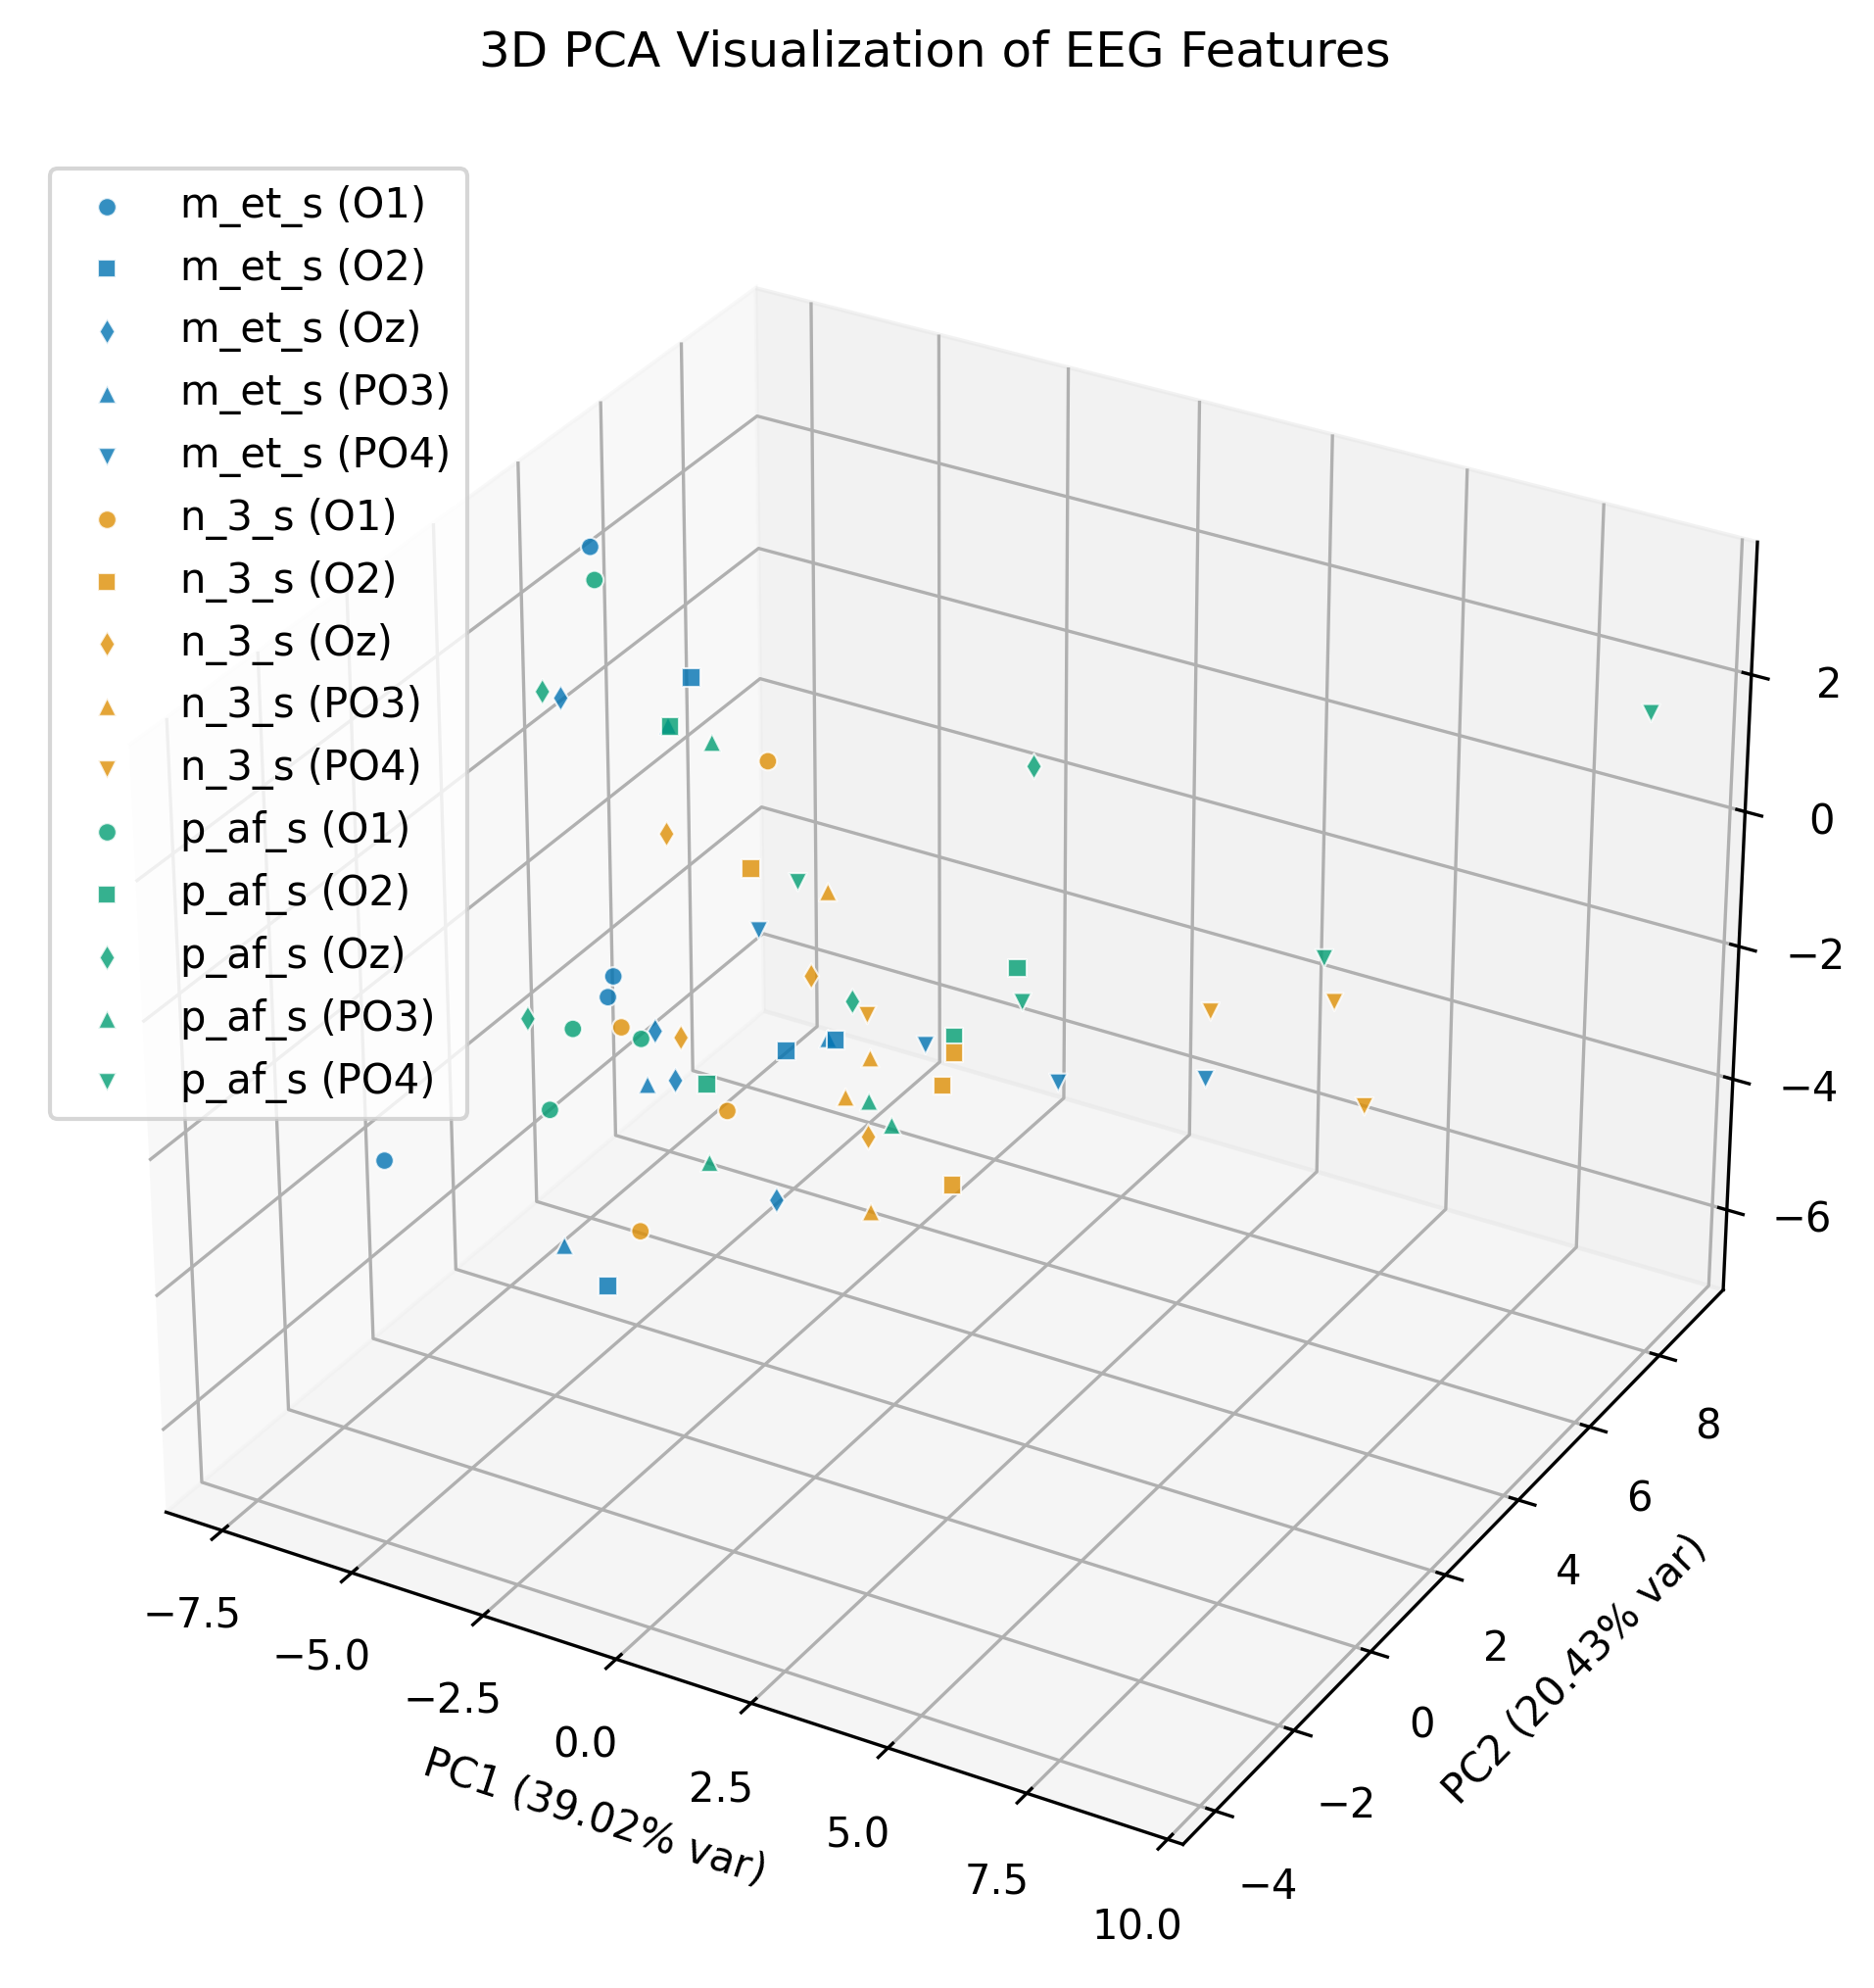 3D PCA Visualization of EEG Features
m_et_s (O1)
m_et_s (O2)
m_et_s (Oz)
m_et_s (PO3)
m_et_s (PO4)
n_3_s (O1)
n_3_s (O2)
n_3_s (Oz)
n_3_s (PO3)
n_3_s (PO4)
p_af_s (O1)
p_af_s (O2)
p_af_s (Oz)
p_af_s (PO3)
p_af_s (PO4)
2
0
−2
−4
−6
8
6
4
2
0
−2
−4
PC2 (20.43% var)
−7.5
−5.0
−2.5
0.0
2.5
5.0
7.5
10.0
PC1 (39.02% var)